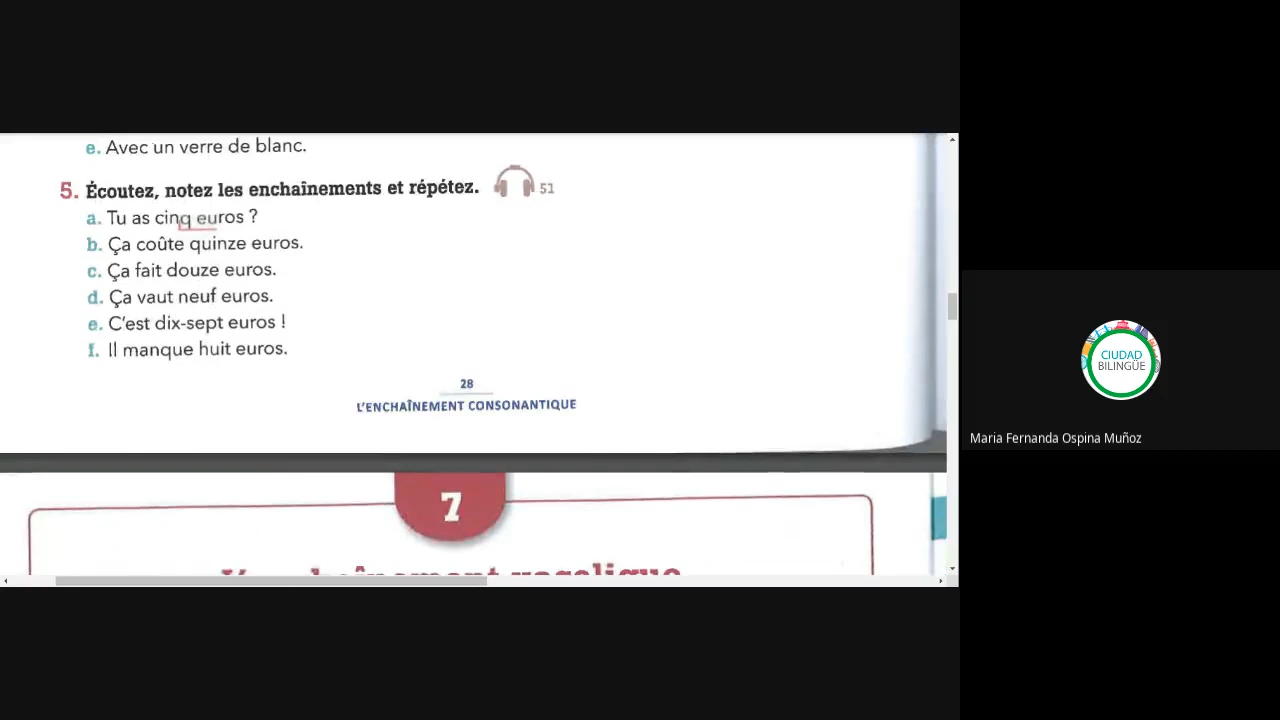 e. Avec un verre de blanc.
5. Écoutez, notez les enchaînements et répétez. 51
a. Tu as cinq euros ?
b. Ça coûte quinze euros.
c. Ça fait douze euros.
d. Ça vaut neuf euros.
e. C'est dix-sept euros !
f. Il manque huit euros.
28
L'ENCHAÎNEMENT CONSONANTIQUE
7
CIUDAD
BILINGÜE
Maria Fernanda Ospina Muñoz